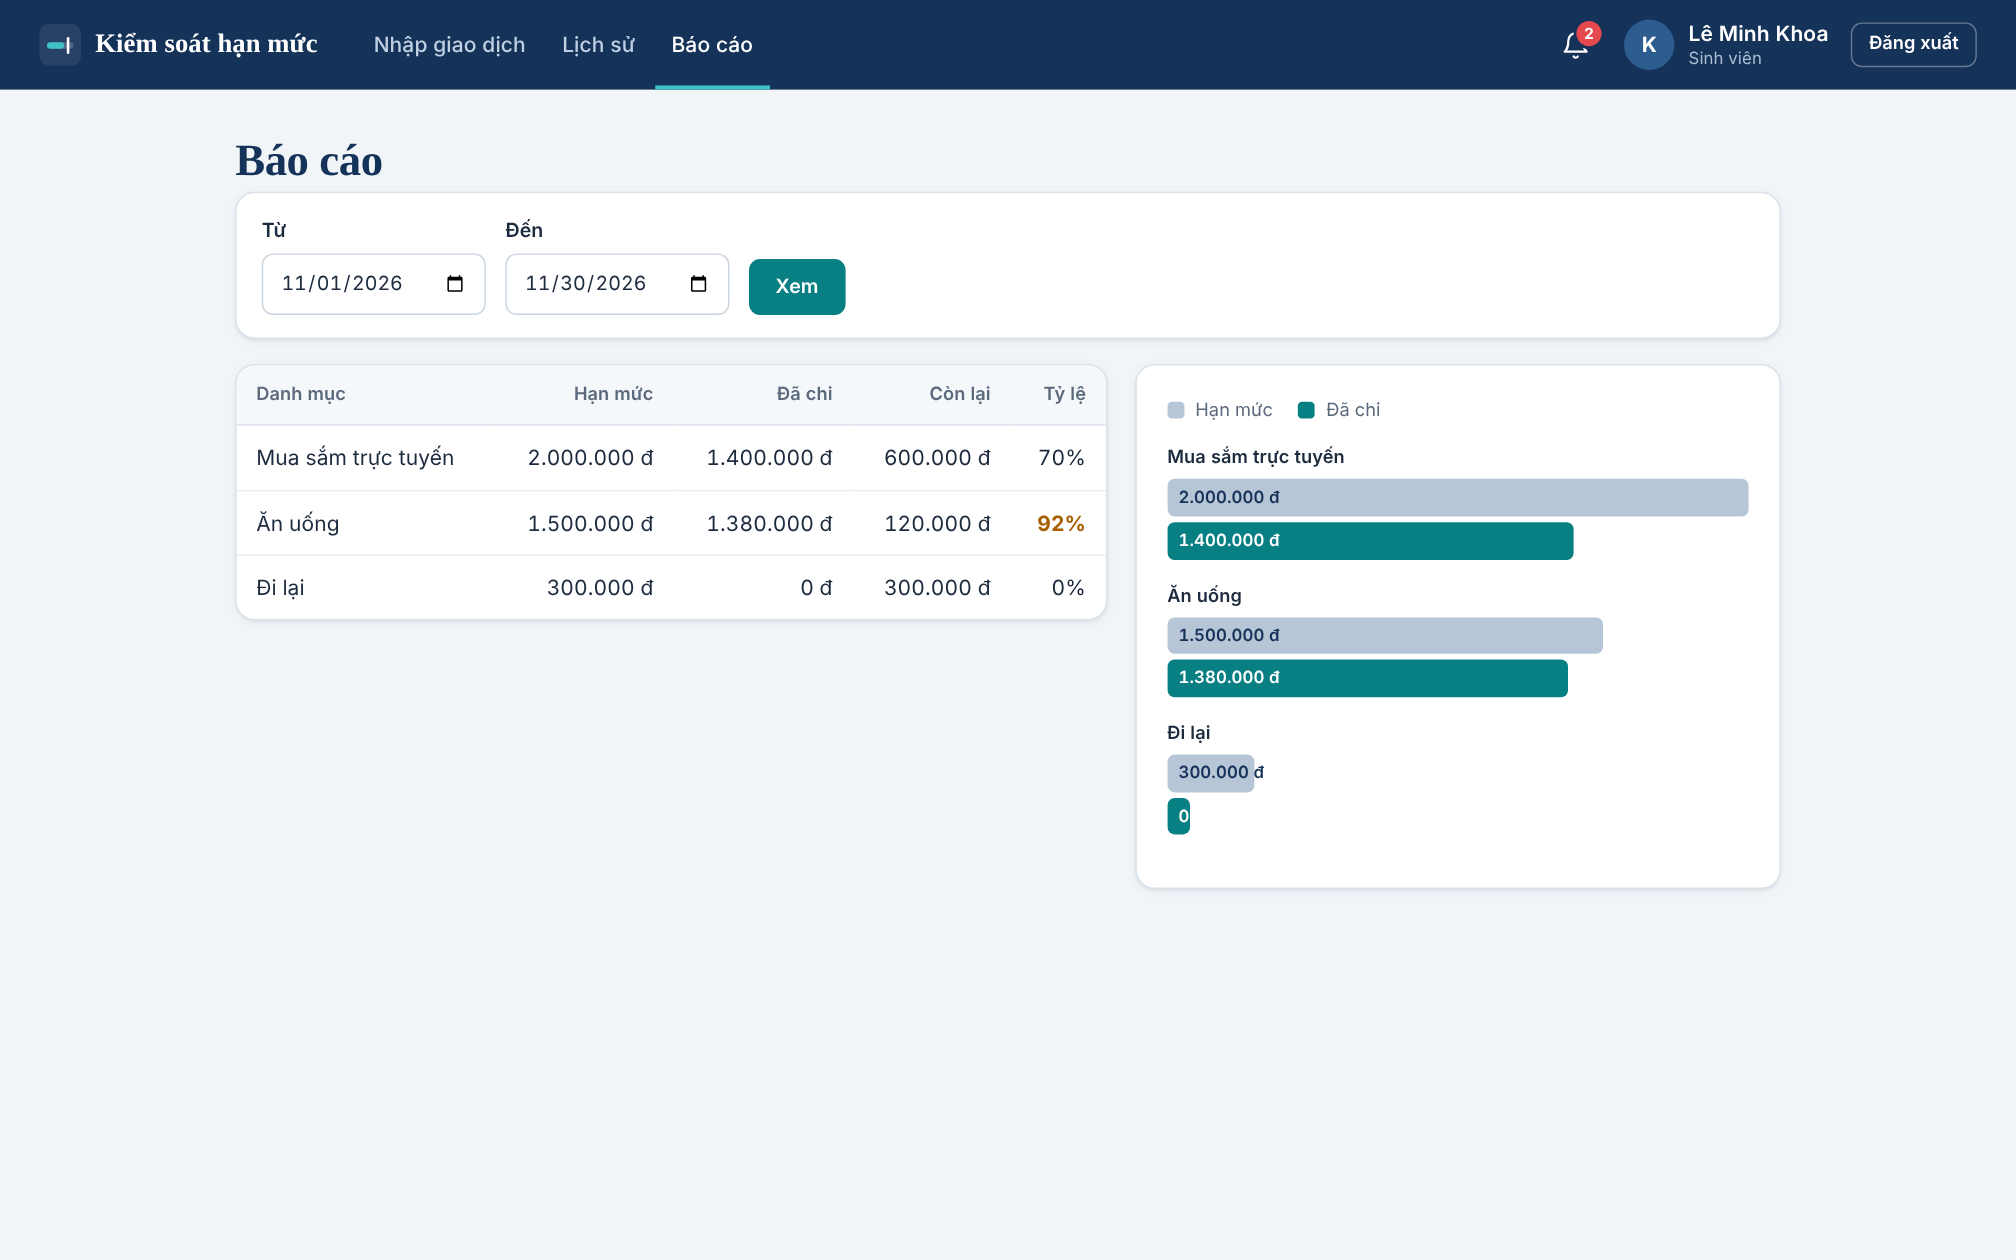 Kiểm soát hạn mức
Nhập giao dịch
Lịch sử
Báo cáo
2
K
Lê Minh Khoa
Sinh viên
Đăng xuất
Báo cáo
Từ
Đến
11/01/2026
11/30/2026
Xem
Danh mục Hạn mức Đã chi Còn lại Tỷ lệ
Mua sắm trực tuyến 2.000.000 đ 1.400.000 đ 600.000 đ 70%
Ăn uống 1.500.000 đ 1.380.000 đ 120.000 đ 92%
Đi lại 300.000 đ 0 đ 300.000 đ 0%
Hạn mức Đã chi
Mua sắm trực tuyến
2.000.000 đ
1.400.000 đ
Ăn uống
1.500.000 đ
1.380.000 đ
Đi lại
300.000 đ
0